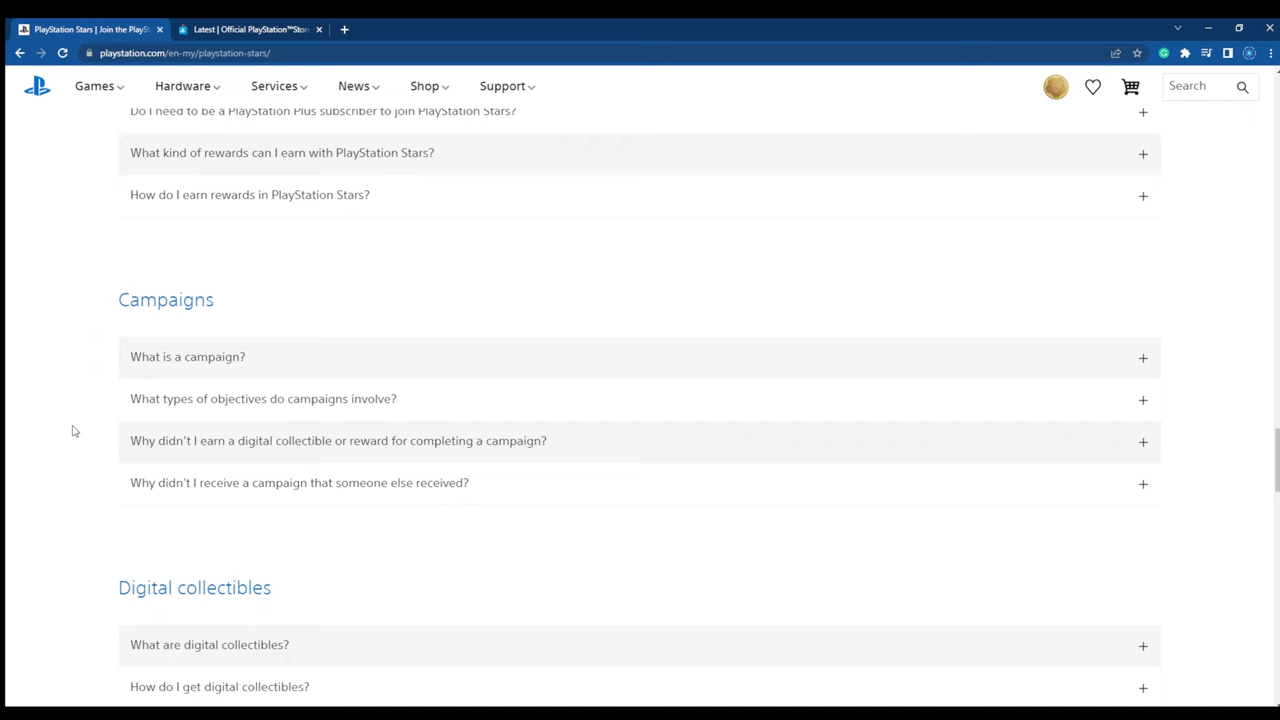 PlayStation Stars | Join the PlayS
Latest | Official PlayStation™Stor
playstation.com/en-my/playstation-stars/
Games
Hardware
Services
News
Shop
Support
Search
Do I need to be a PlayStation Plus subscriber to join PlayStation Stars?
What kind of rewards can I earn with PlayStation Stars?
How do I earn rewards in PlayStation Stars?
Campaigns
What is a campaign?
What types of objectives do campaigns involve?
Why didn't I earn a digital collectible or reward for completing a campaign?
Why didn't I receive a campaign that someone else received?
Digital collectibles
What are digital collectibles?
How do I get digital collectibles?